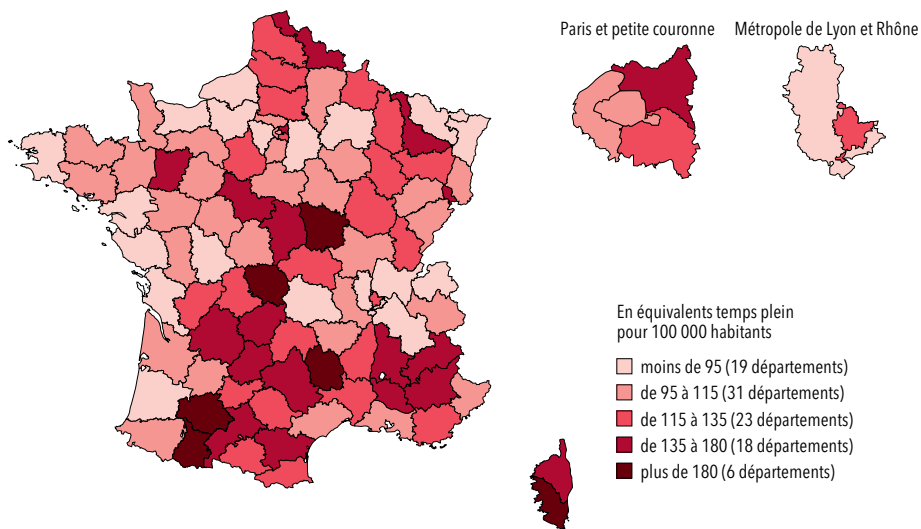 Paris et petite couronne
Métropole de Lyon et Rhône
En équivalents temps plein
pour 100 000 habitants
moins de 95 (19 départements)
de 95 à 115 (31 départements)
de 115 à 135 (23 départements)
de 135 à 180 (18 départements)
plus de 180 (6 départements)